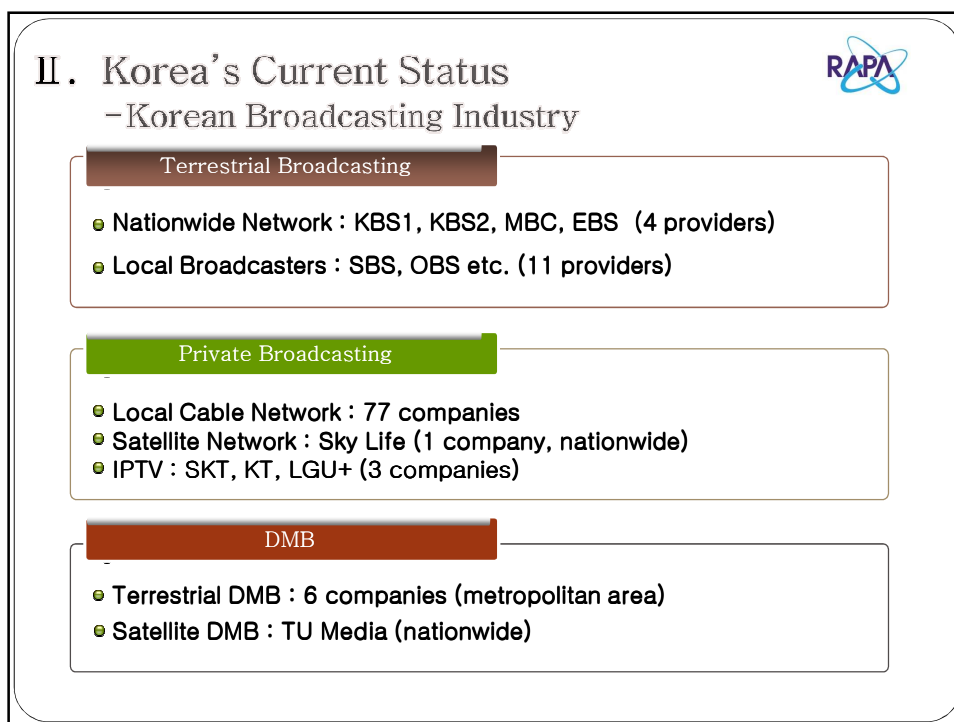 Ⅱ. Korea's Current Status
-Korean Broadcasting Industry
RAPA
Terrestrial Broadcasting
Nationwide Network : KBS1, KBS2, MBC, EBS (4 providers)
Local Broadcasters : SBS, OBS etc. (11 providers)
Private Broadcasting
Local Cable Network : 77 companies
Satellite Network : Sky Life (1 company, nationwide)
IPTV : SKT, KT, LGU+ (3 companies)
DMB
Terrestrial DMB : 6 companies (metropolitan area)
Satellite DMB : TU Media (nationwide)